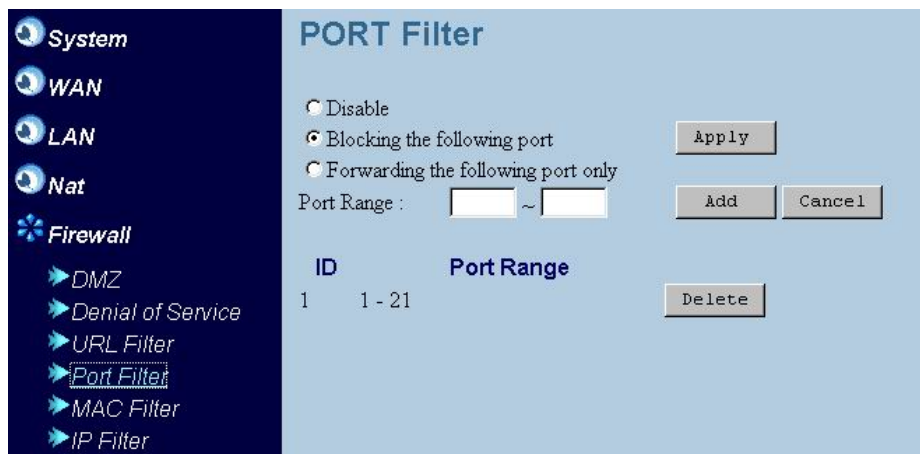 System
WAN
LAN
Nat
Firewall
DMZ
Denial of Service
URL Filter
Port Filter
MAC Filter
IP Filter
PORT Filter
Disable
Blocking the following port
Apply
Forwarding the following port only
Port Range : ~ Add Cancel
ID Port Range
1 1 - 21 Delete